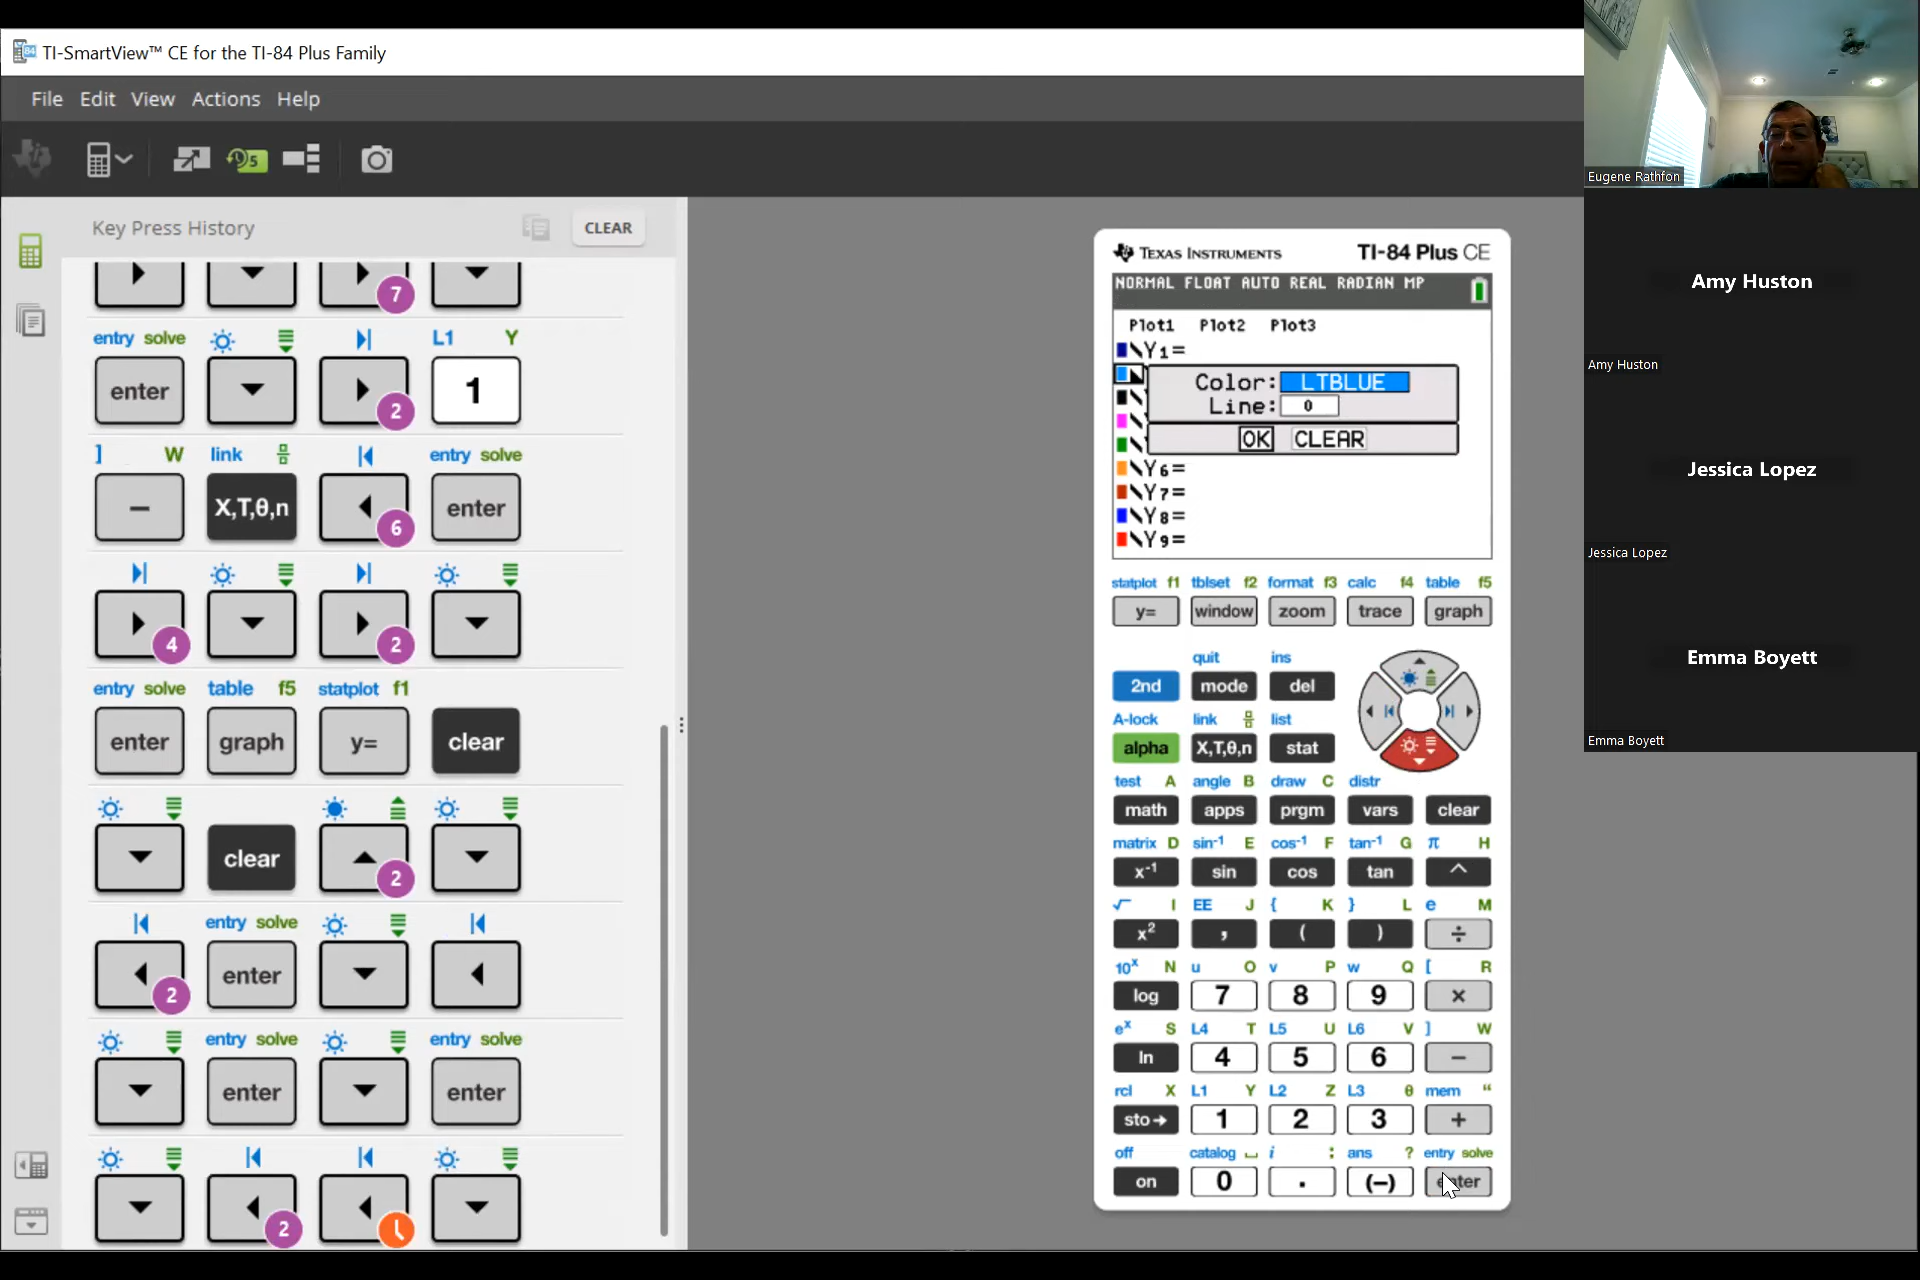 TI-SmartView™ CE for the TI-84 Plus Family
File Edit View Actions Help
5
Key Press History
CLEAR
7
entry solve L1 Y
enter 2 1
] W link entry solve
− X,T,θ,n 6 enter
4 2
entry solve table f5 statplot f1
enter graph y= clear
clear 2
entry solve
2 enter
entry solve entry solve
enter enter
2
TEXAS INSTRUMENTS TI-84 Plus CE
NORMAL FLOAT AUTO REAL RADIAN MP
Plot1 Plot2 Plot3
\Y1=
Color: LTBLUE
Line: 0
OK CLEAR
\Y6=
\Y7=
\Y8=
\Y9=
statplot f1 tblset f2 format f3 calc f4 table f5
y= window zoom trace graph
quit ins
2nd mode del
A-lock link list
alpha X,T,θ,n stat
test A angle B draw C distr
math apps prgm vars clear
matrix D sin-1 E cos-1 F tan-1 G π H
x-1 sin cos tan ^
√ I EE J { K } L e M
x2 , ( ) ÷
10x N u O v P w Q [ R
log 7 8 9 ×
ex S L4 T L5 U L6 V ] W
ln 4 5 6 −
rcl X L1 Y L2 Z L3 θ mem “
sto→ 1 2 3 +
off catalog ⎵ i : ans ? entry solve
on 0 . (−) enter
Eugene Rathfon
Amy Huston
Amy Huston
Jessica Lopez
Jessica Lopez
Emma Boyett
Emma Boyett